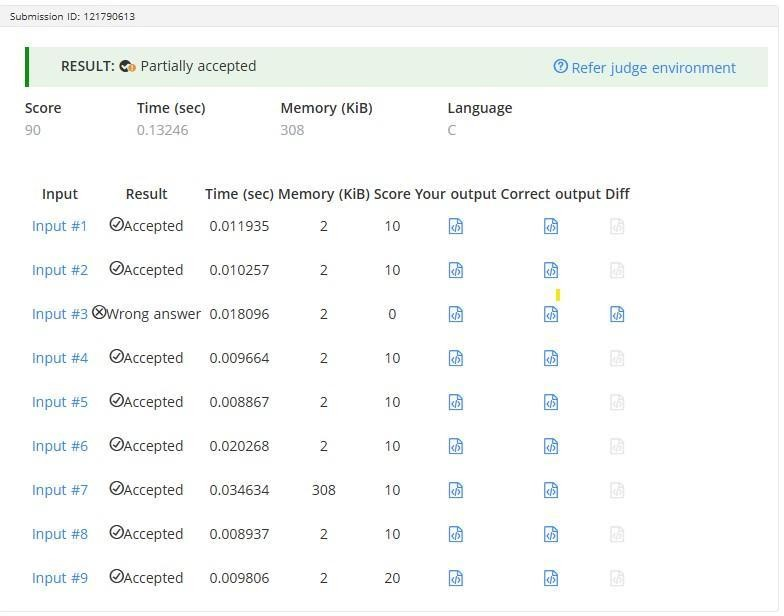 Submission ID: 121790613
RESULT: Partially accepted Refer judge environment
Score Time (sec) Memory (KiB) Language
90 0.13246 308 C
Input Result Time (sec) Memory (KiB) Score Your output Correct output Diff
Input #1 Accepted 0.011935 2 10
Input #2 Accepted 0.010257 2 10
Input #3 Wrong answer 0.018096 2 0
Input #4 Accepted 0.009664 2 10
Input #5 Accepted 0.008867 2 10
Input #6 Accepted 0.020268 2 10
Input #7 Accepted 0.034634 308 10
Input #8 Accepted 0.008937 2 10
Input #9 Accepted 0.009806 2 20